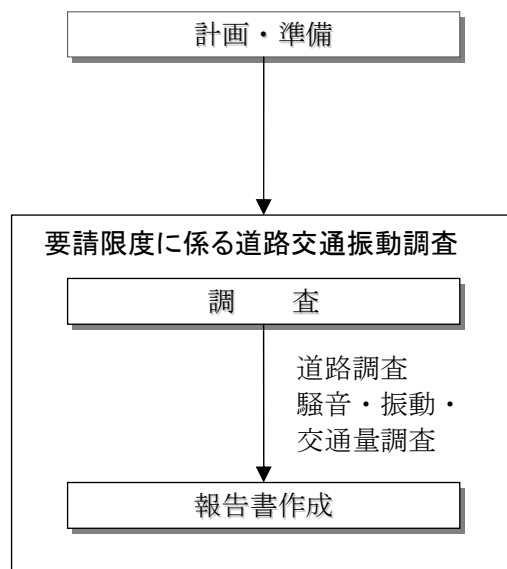 計画・準備
要請限度に係る道路交通振動調査
調　　査
道路調査
騒音・振動・
交通量調査
報告書作成